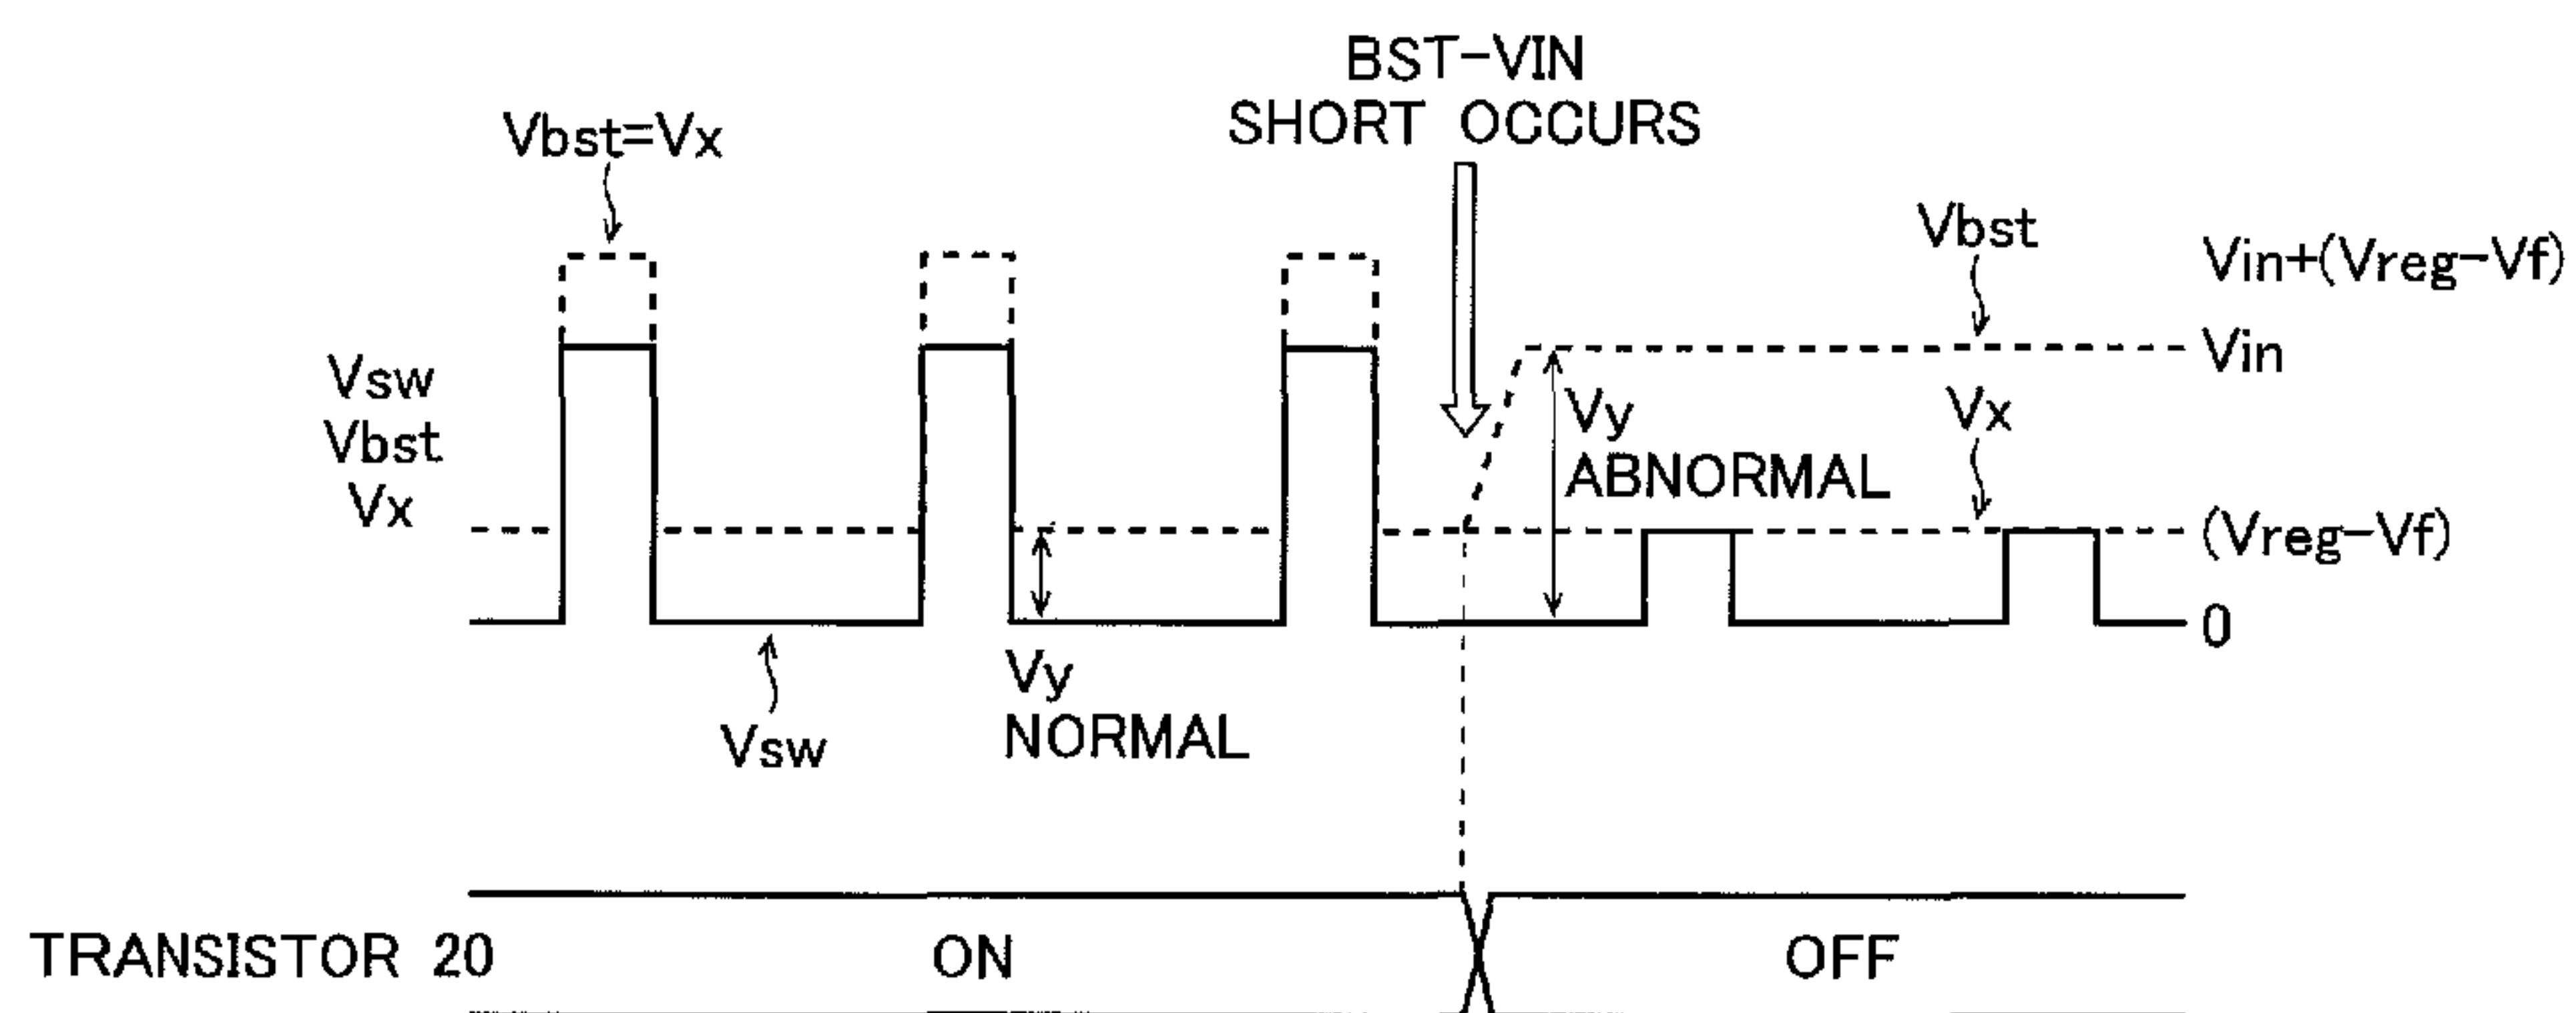 BST-VIN
SHORT OCCURS
Vbst=Vx
Vbst
Vin+(Vreg-Vf)
Vin
Vsw
Vbst
Vx
Vy
ABNORMAL
Vx
(Vreg-Vf)
0
Vy
NORMAL
Vsw
TRANSISTOR 20
ON
OFF